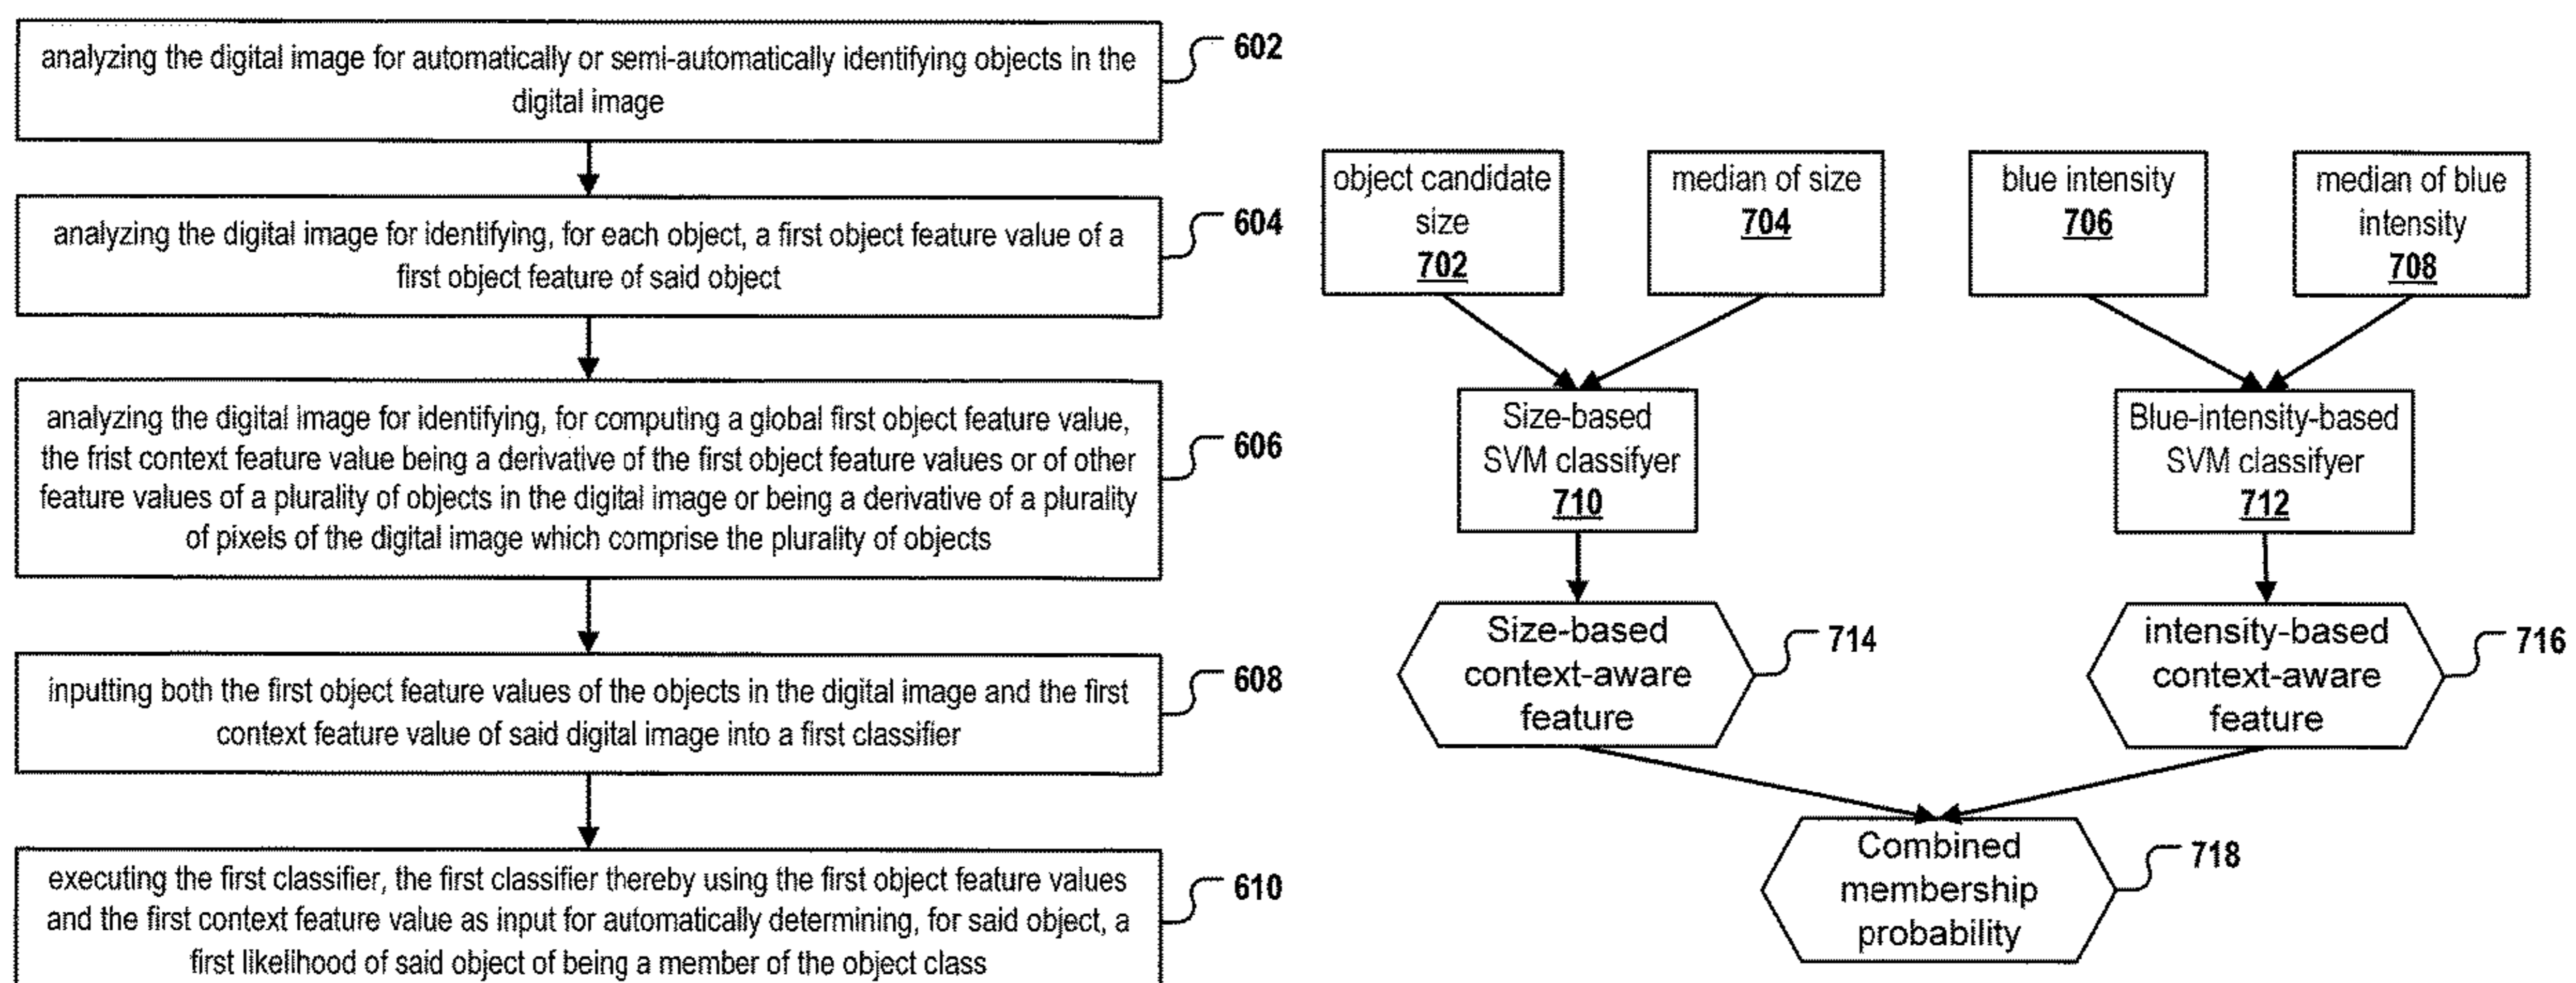 analyzing the digital image for automatically or semi-automatically identifying objects in the
digital image
602
analyzing the digital image for identifying, for each object, a first object feature value of a
first object feature of said object
604
analyzing the digital image for identifying, for computing a global first object feature value,
the frist context feature value being a derivative of the first object feature values or of other
feature values of a plurality of objects in the digital image or being a derivative of a plurality
of pixels of the digital image which comprise the plurality of objects
606
inputting both the first object feature values of the objects in the digital image and the first
context feature value of said digital image into a first classifier
608
executing the first classifier, the first classifier thereby using the first object feature values
and the first context feature value as input for automatically determining, for said object, a
first likelihood of said object of being a member of the object class
610
object candidate
size
702
median of size
704
blue intensity
706
median of blue
intensity
708
Size-based
SVM classifyer
710
Blue-intensity-based
SVM classifyer
712
Size-based
context-aware
feature
714
intensity-based
context-aware
feature
716
Combined
membership
probability
718